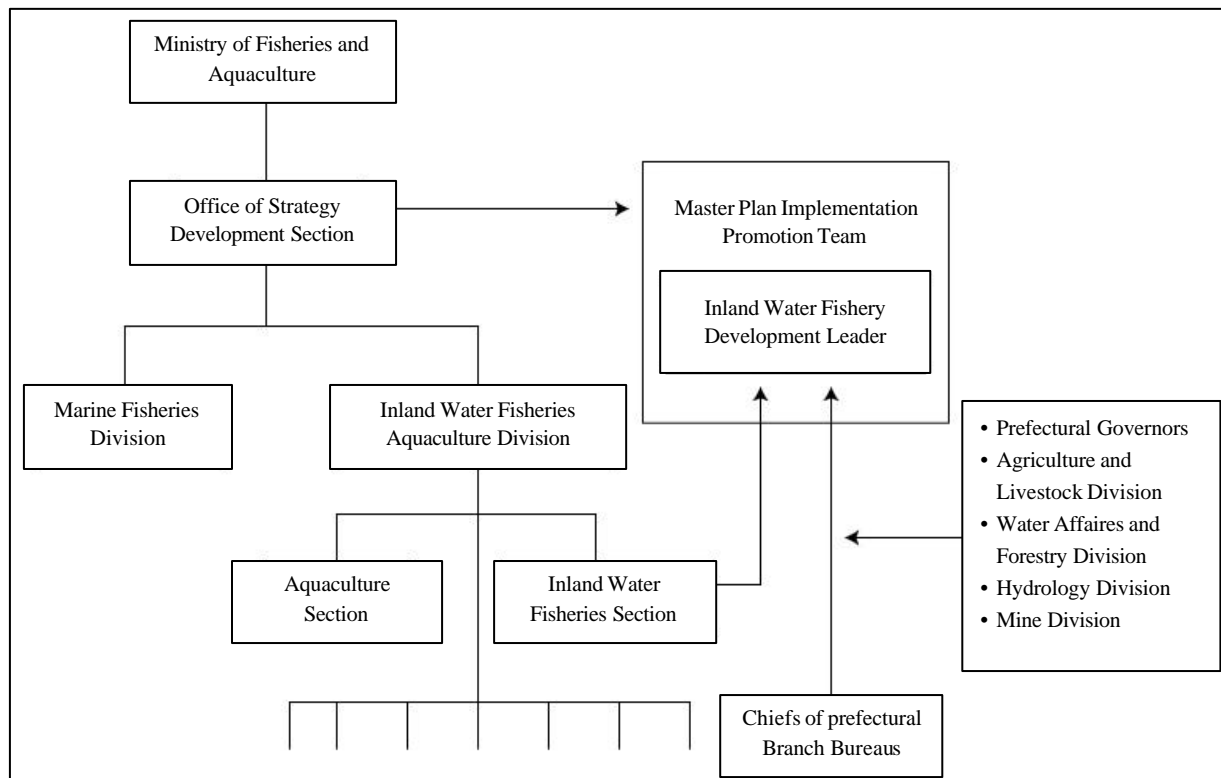 Ministry of Fisheries and
Aquaculture
Office of Strategy
Development Section
Master Plan Implementation
Promotion Team
Inland Water Fishery
Development Leader
Marine Fisheries
Division
Inland Water Fisheries
Aquaculture Division
• Prefectural Governors
• Agriculture and
Livestock Division
• Water Affaires and
Forestry Division
• Hydrology Division
• Mine Division
Aquaculture
Section
Inland Water
Fisheries Section
Chiefs of prefectural
Branch Bureaus